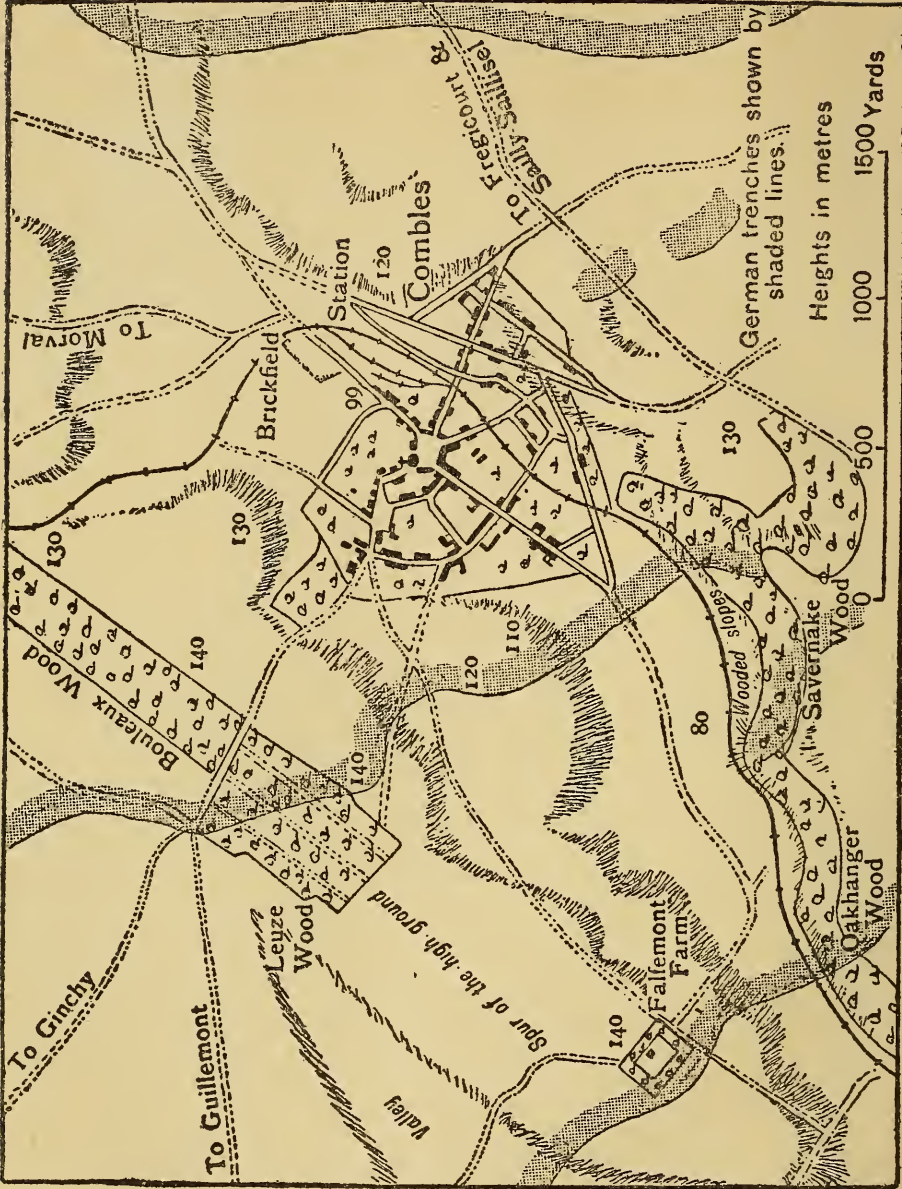 To Ginchy
To Guillemont
Bouleaux Wood
To Morval
Leuze
Wood
Valley
Spur of the high ground
130
140
140
Brickfield
130
90
Station
120
Combles
To Fregicourt &
Sailly-Saillisel
120
110
140
Falfemont
Farm
80
Wooded slopes
130
Savernake
Wood
Oakhanger
Wood
German trenches shown by
shaded lines.
Heights in metres
0 500 1000 1500 Yards